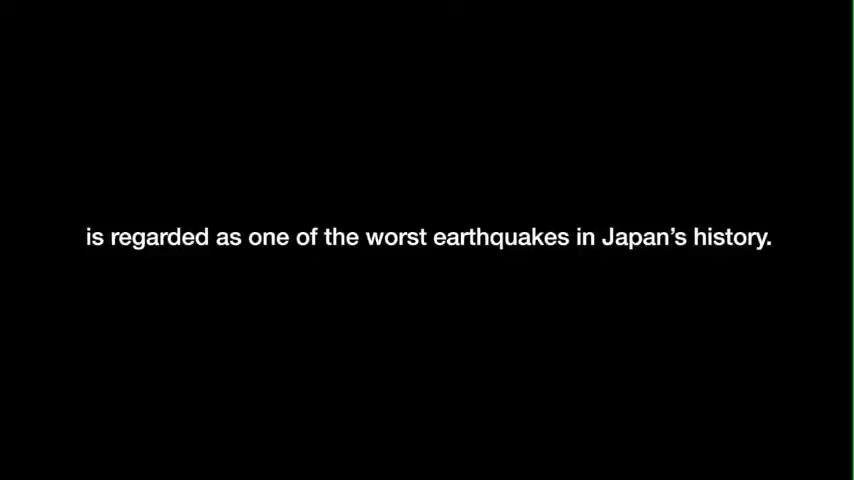 is regarded as one of the worst earthquakes in Japan’s history.